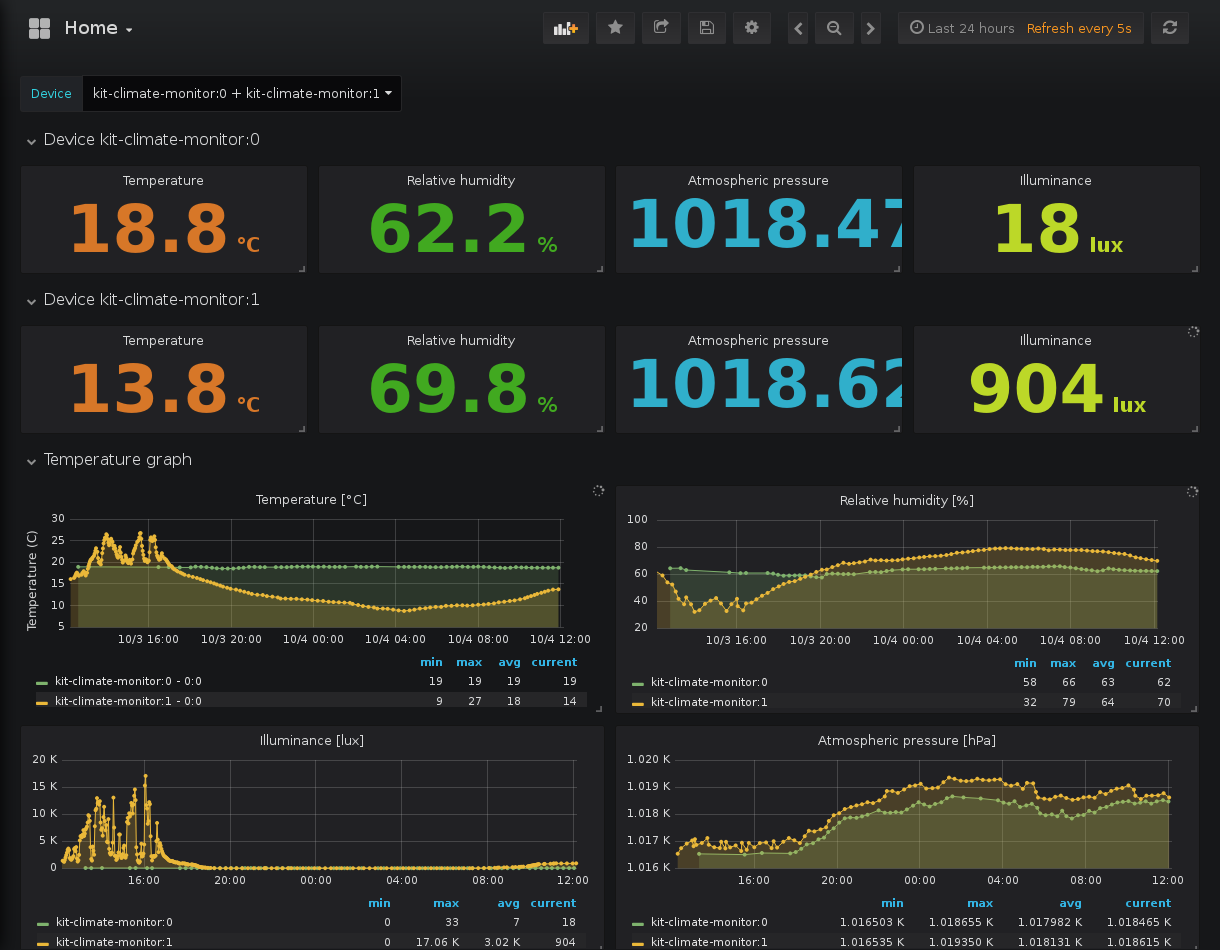 Home
Last 24 hours Refresh every 5s
Device kit-climate-monitor:0 + kit-climate-monitor:1
Device kit-climate-monitor:0
Temperature Relative humidity Atmospheric pressure Illuminance
18.8 °C 62.2 % 1018.47 18 lux
Device kit-climate-monitor:1
Temperature Relative humidity Atmospheric pressure Illuminance
13.8 °C 69.8 % 1018.62 904 lux
Temperature graph
Temperature [°C]
Temperature (C)
30
25
20
15
10
5
10/3 16:00 10/3 20:00 10/4 00:00 10/4 04:00 10/4 08:00 10/4 12:00
min max avg current
kit-climate-monitor:0 - 0:0 19 19 19 19
kit-climate-monitor:1 - 0:0 9 27 18 14
Relative humidity [%]
100
80
60
40
20
10/3 16:00 10/3 20:00 10/4 00:00 10/4 04:00 10/4 08:00 10/4 12:00
min max avg current
kit-climate-monitor:0 58 66 63 62
kit-climate-monitor:1 32 79 64 70
Illuminance [lux]
20 K
15 K
10 K
5 K
0
16:00 20:00 00:00 04:00 08:00 12:00
min max avg current
kit-climate-monitor:0 0 33 7 18
kit-climate-monitor:1 0 17.06 K 3.02 K 904
Atmospheric pressure [hPa]
1.020 K
1.019 K
1.018 K
1.017 K
1.016 K
16:00 20:00 00:00 04:00 08:00 12:00
min max avg current
kit-climate-monitor:0 1.016503 K 1.018655 K 1.017982 K 1.018465 K
kit-climate-monitor:1 1.016535 K 1.019350 K 1.018131 K 1.018615 K